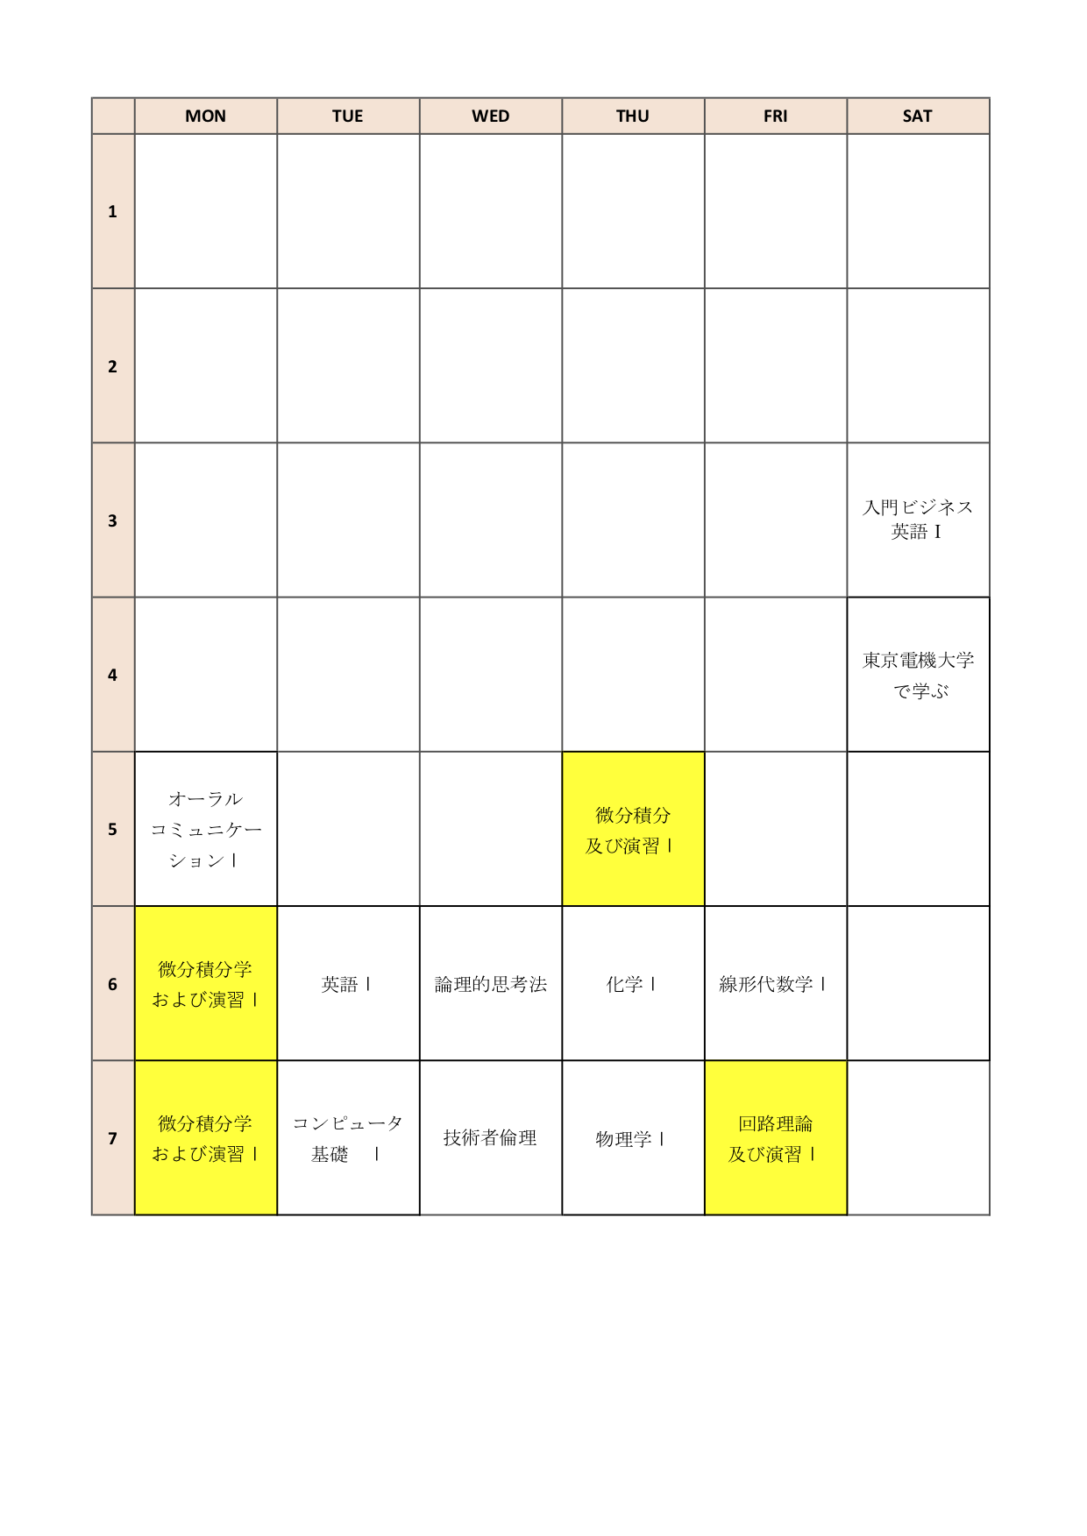 MON TUE WED THU FRI SAT
1
2
3
入門ビジネス
英語Ⅰ
4
東京電機大学
で学ぶ
5
オーラル
コミュニケー
ションⅠ
微分積分
及び演習Ⅰ
6
微分積分学
および演習Ⅰ
英語Ⅰ
論理的思考法
化学Ⅰ
線形代数学Ⅰ
7
微分積分学
および演習Ⅰ
コンピュータ
基礎　Ⅰ
技術者倫理
物理学Ⅰ
回路理論
及び演習Ⅰ